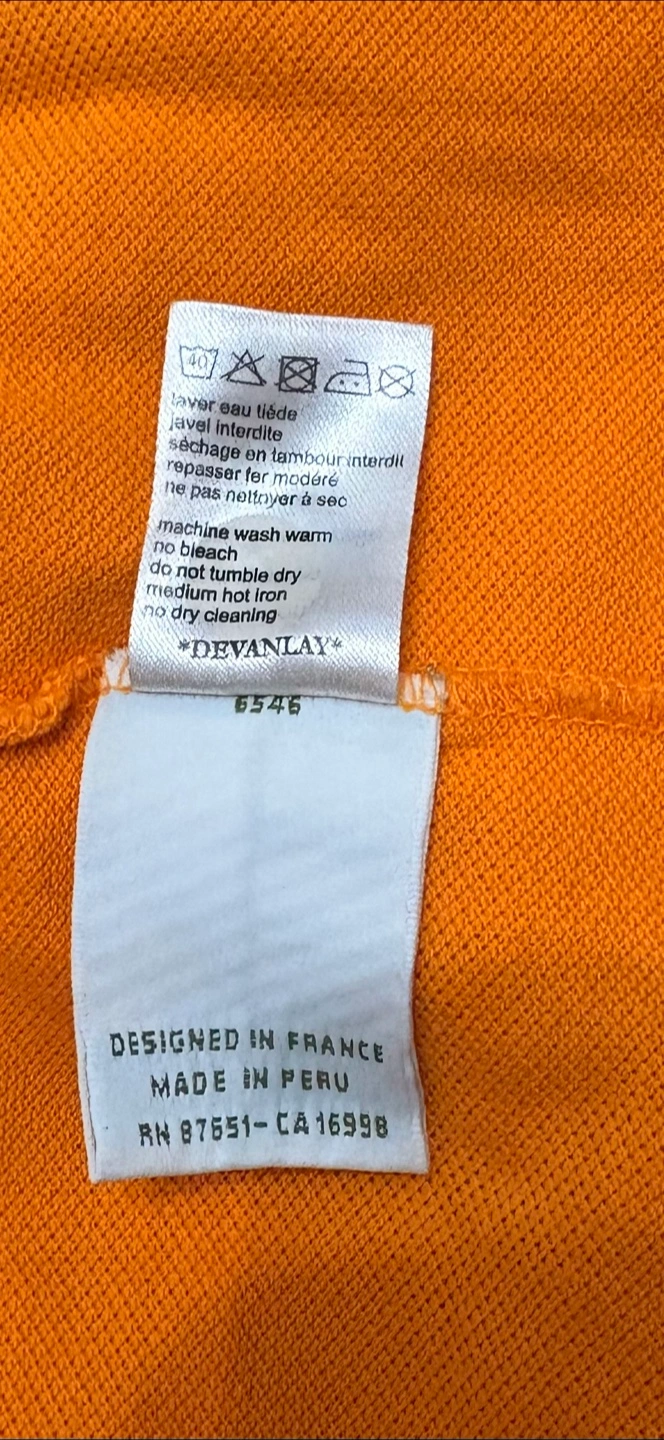 40
laver eau tiède
javel interdite
séchage en tambour interdit
repasser fer modéré
ne pas nettoyer à sec
machine wash warm
no bleach
do not tumble dry
medium hot iron
no dry cleaning
*DEVANLAY*
6546
DESIGNED IN FRANCE
MADE IN PERU
RN 87651-CA 16998